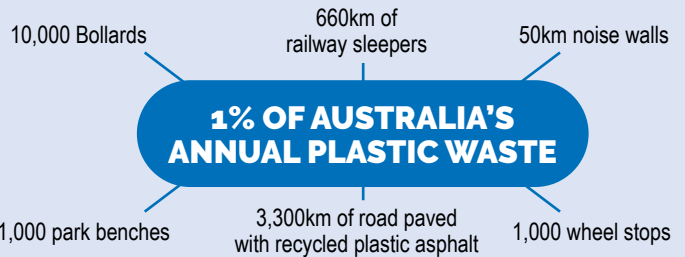 10,000 Bollards
660km of
railway sleepers
50km noise walls
1% OF AUSTRALIA'S
ANNUAL PLASTIC WASTE
1,000 park benches
3,300km of road paved
with recycled plastic asphalt
1,000 wheel stops